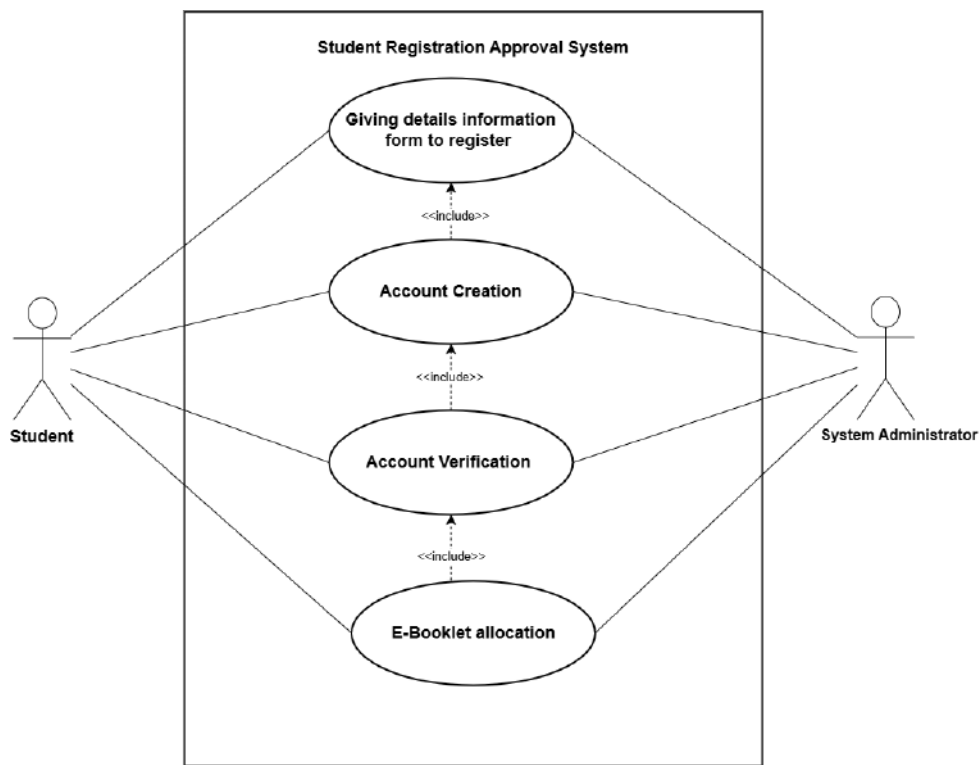 Student Registration Approval System
Giving details information
form to register
<<include>>
Account Creation
<<include>>
Student
System Administrator
Account Verification
<<include>>
E-Booklet allocation